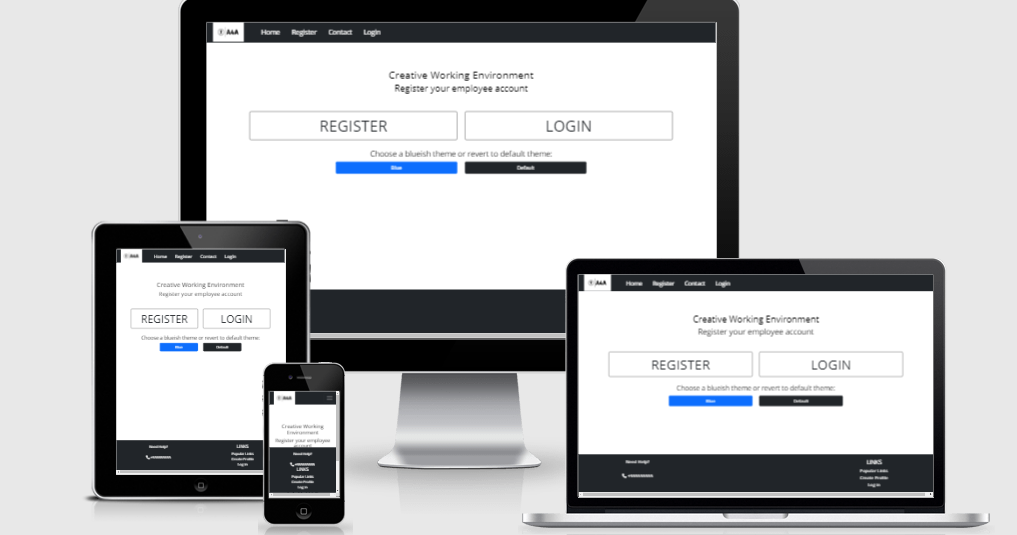 A4A Home Register Contact Login
Creative Working Environment
Register your employee account
REGISTER LOGIN
Choose a blueish theme or revert to default theme:
Blue Default
A4A Home Register Contact Login
Creative Working Environment
Register your employee account
REGISTER LOGIN
Choose a blueish theme or revert to default theme:
Blue Default
Need Help? LINKS
Popular Links
Create Profile
Log in
A4A
Creative Working
Environment
Register your employee
account
LINKS
Popular Links
Create Profile
Log in
A4A Home Register Contact Login
Creative Working Environment
Register your employee account
REGISTER LOGIN
Choose a blueish theme or revert to default theme:
Blue Default
Need Help? LINKS
Popular Links
Create Profile
Log in